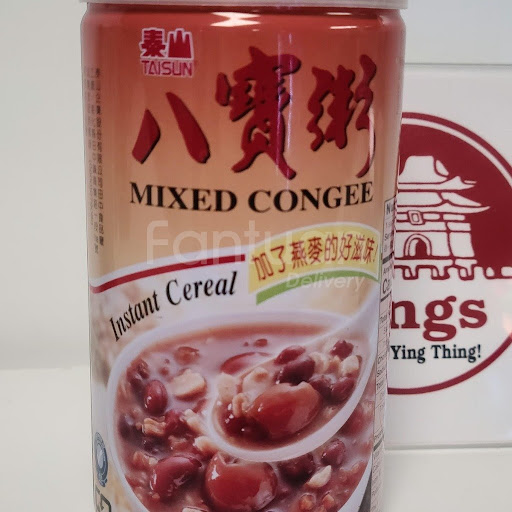 泰山
TAISUN
八寶粥
MIXED CONGEE
加了燕麥的好滋味
Instant Cereal
Fantuan
Delivery
ngs
Ying Thing!